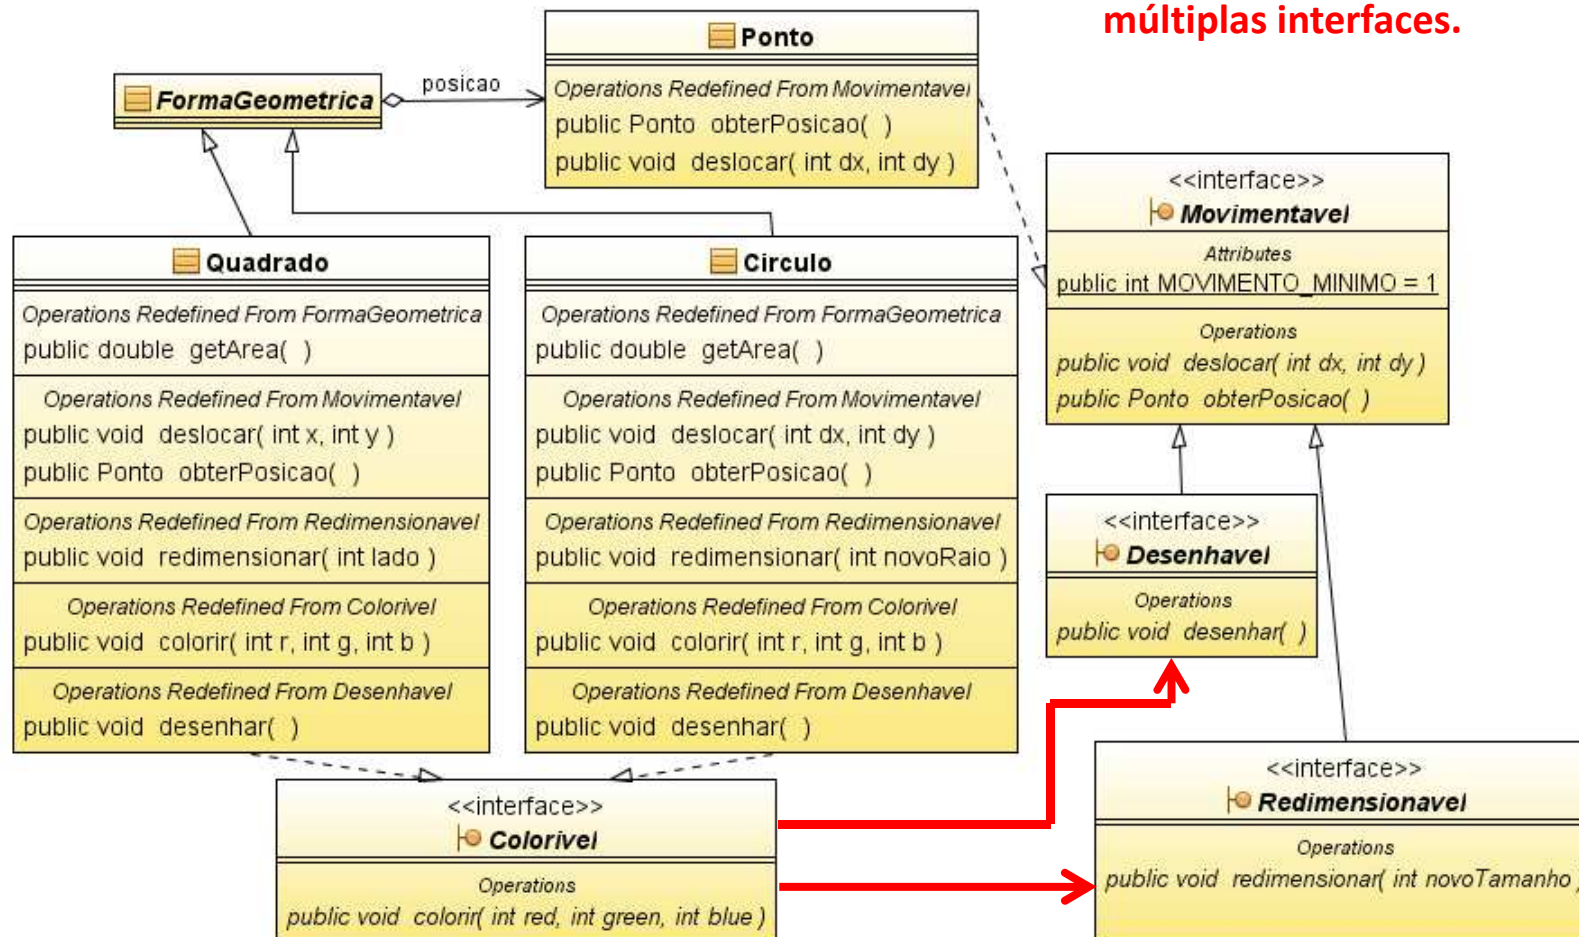 múltiplas interfaces.
Ponto
Operations Redefined From Movimentavel
public Ponto obterPosicao( )
public void deslocar( int dx, int dy )
FormaGeometrica
posicao
<<interface>>
Movimentavel
Attributes
public int MOVIMENTO_MINIMO = 1
Operations
public void deslocar( int dx, int dy )
public Ponto obterPosicao( )
Quadrado
Operations Redefined From FormaGeometrica
public double getArea( )
Operations Redefined From Movimentavel
public void deslocar( int x, int y )
public Ponto obterPosicao( )
Operations Redefined From Redimensionavel
public void redimensionar( int lado )
Operations Redefined From Colorivel
public void colorir( int r, int g, int b )
Operations Redefined From Desenhavel
public void desenhar( )
Circulo
Operations Redefined From FormaGeometrica
public double getArea( )
Operations Redefined From Movimentavel
public void deslocar( int dx, int dy )
public Ponto obterPosicao( )
Operations Redefined From Redimensionavel
public void redimensionar( int novoRaio )
Operations Redefined From Colorivel
public void colorir( int r, int g, int b )
Operations Redefined From Desenhavel
public void desenhar( )
<<interface>>
Desenhavel
Operations
public void desenhar( )
<<interface>>
Colorivel
Operations
public void colorir( int red, int green, int blue )
<<interface>>
Redimensionavel
Operations
public void redimensionar( int novoTamanho )